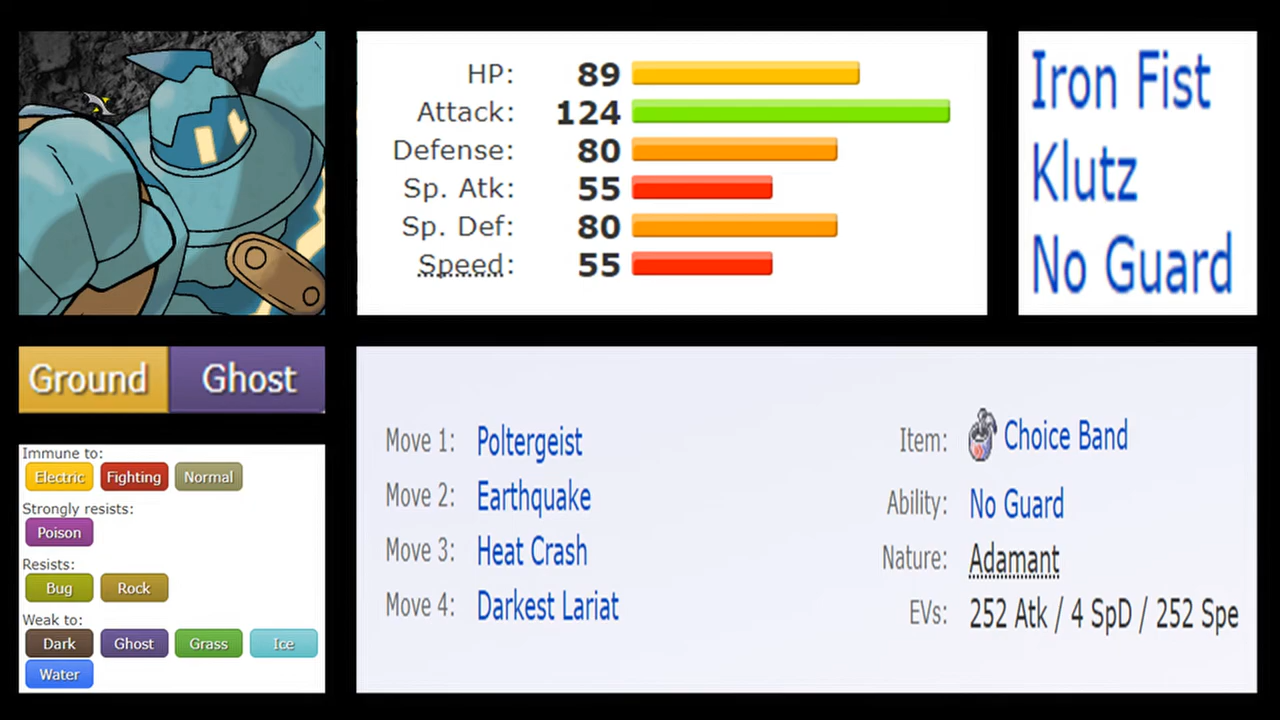 HP: 89
Attack: 124
Defense: 80
Sp. Atk: 55
Sp. Def: 80
Speed: 55
Iron Fist
Klutz
No Guard
Ground Ghost
Immune to:
Electric Fighting Normal
Strongly resists:
Poison
Resists:
Bug Rock
Weak to:
Dark Ghost Grass Ice
Water
Move 1: Poltergeist
Move 2: Earthquake
Move 3: Heat Crash
Move 4: Darkest Lariat
Item: Choice Band
Ability: No Guard
Nature: Adamant
EVs: 252 Atk / 4 SpD / 252 Spe